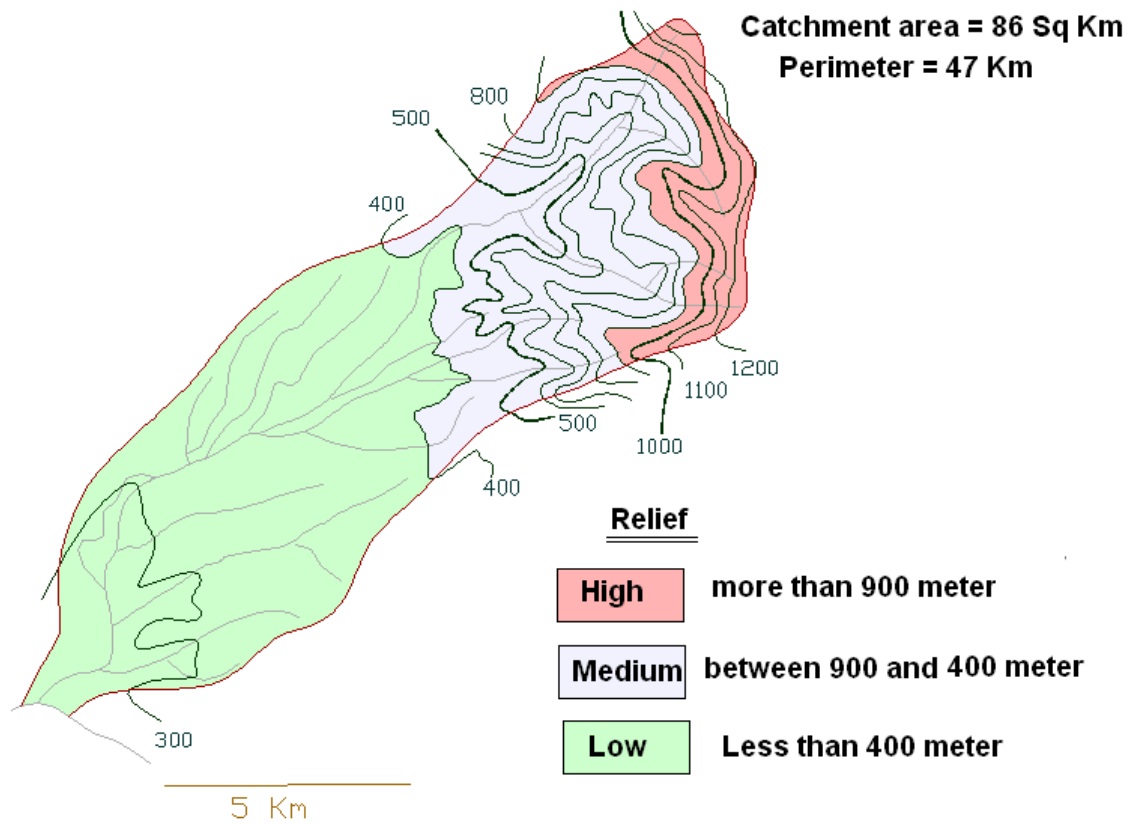 Catchment area = 86 Sq Km
Perimeter = 47 Km
800
500
400
1200
1100
500
1000
400
Relief
High more than 900 meter
Medium between 900 and 400 meter
Low Less than 400 meter
300
5 Km